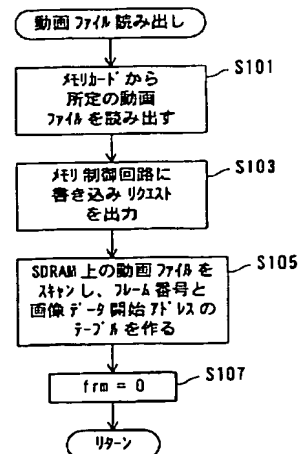 動画ファイル読み出し
S101
メモリカードから
所定の動画
ファイルを読み出す
S103
メモリ制御回路に
書き込みリクエスト
を出力
S105
SDRAM上の動画ファイルを
スキャンし、フレーム番号と
画像データ開始アドレスの
テーブルを作る
S107
frm = 0
リターン